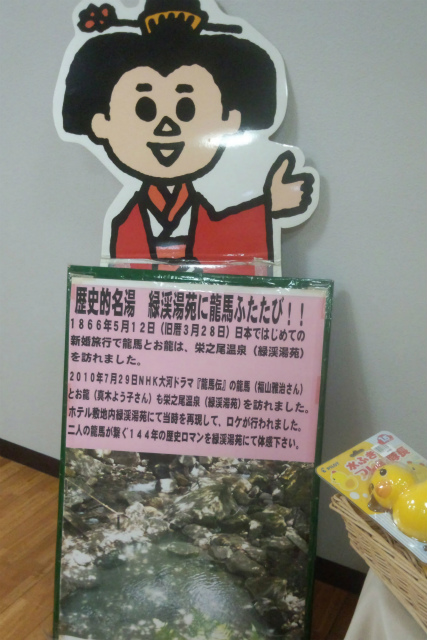 歴史的名湯　緑渓湯苑に龍馬ふたたび！！
1866年5月12日（旧暦3月28日）日本ではじめての
新婚旅行で龍馬とお龍は、栄之尾温泉（緑渓湯苑）
を訪れました。
2010年7月29日NHK大河ドラマ『龍馬伝』の龍馬（福山雅治さん）
とお龍（真木よう子さん）も栄之尾温泉（緑渓湯苑）を訪れました。
ホテル敷地内緑渓湯苑にて当時を再現して、ロケが行われました。
二人の龍馬が繋ぐ144年の歴史ロマンを緑渓湯苑にて体感下さい。